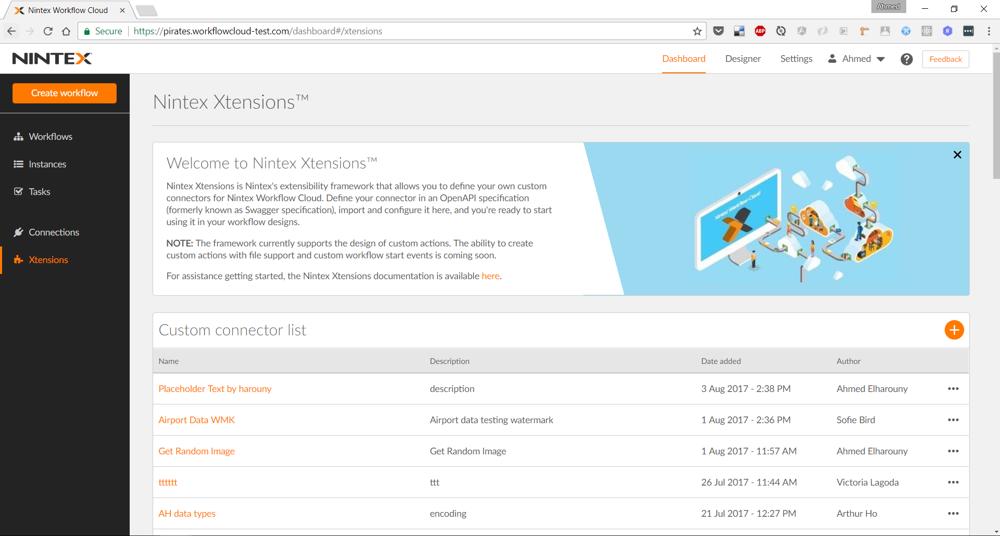 Nintex Workflow Cloud
Ahmed
Secure
https://pirates.workflowcloud-test.com/dashboard#/xtensions
ABP
R
NINTEX
Dashboard
Designer
Settings
Ahmed
?
Feedback
Create workflow
Workflows
Instances
Tasks
Connections
Xtensions
Nintex Xtensions™
Welcome to Nintex Xtensions™
Nintex Xtensions is Nintex's extensibility framework that allows you to define your own custom
connectors for Nintex Workflow Cloud. Define your connector in an OpenAPI specification
(formerly known as Swagger specification), import and configure it here, and you're ready to start
using it in your workflow designs.
NOTE: The framework currently supports the design of custom actions. The ability to create
custom actions with file support and custom workflow start events is coming soon.
For assistance getting started, the Nintex Xtensions documentation is available here.
Nintex Workflow Cloud
Custom connector list
Name Description Date added Author
Placeholder Text by harouny description 3 Aug 2017 - 2:38 PM Ahmed Elharouny
Airport Data WMK Airport data testing watermark 1 Aug 2017 - 2:36 PM Sofie Bird
Get Random Image Get Random Image 1 Aug 2017 - 11:57 AM Ahmed Elharouny
tttttt ttt 26 Jul 2017 - 11:44 AM Victoria Lagoda
AH data types encoding 21 Jul 2017 - 12:27 PM Arthur Ho